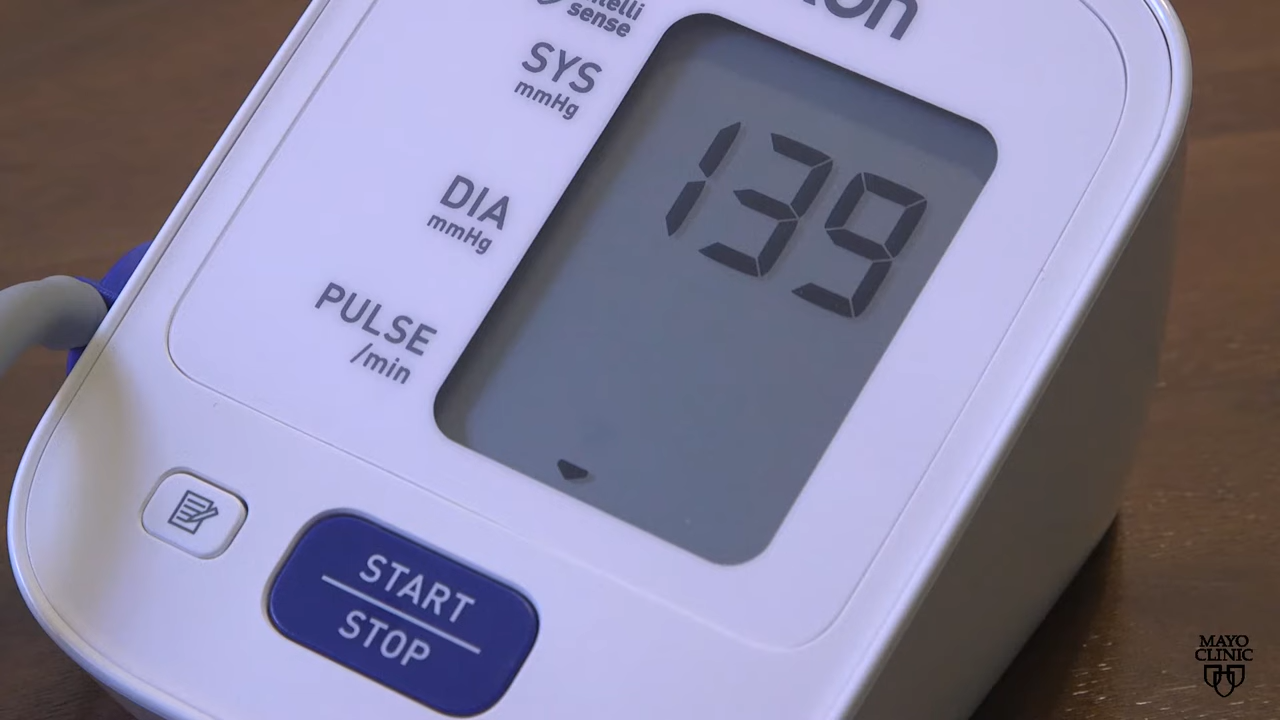 sense
SYS
mmHg
139
DIA
mmHg
PULSE
/min
START
STOP
MAYO
CLINIC